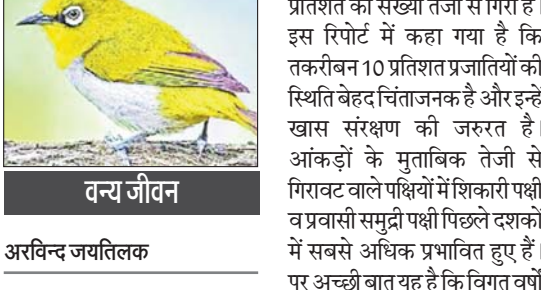 वन्य जीवन
अरविन्द जयतिलक
प्रतिशत की संख्या तेजी से गिरी है।
इस रिपोर्ट में कहा गया है कि
तकरीबन 10 प्रतिशत प्रजातियों की
स्थिति बेहद चिंताजनक है और इन्हें
खास संरक्षण की जरुरत है।
आंकड़ों के मुताबिक तेजी से
गिरावट वाले पक्षियों में शिकारी पक्षी
व प्रवासी समुद्री पक्षी पिछले दशकों
में सबसे अधिक प्रभावित हुए हैं।
पर अच्छी बात यह है कि विगत वर्षों